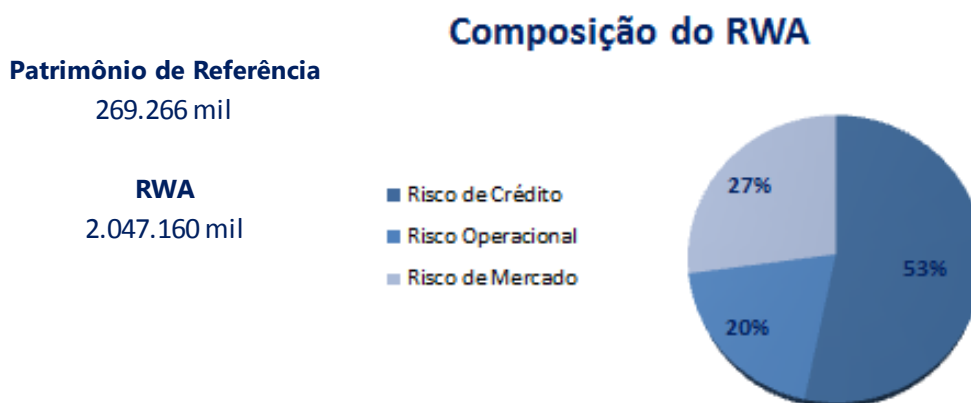 Composição do RWA
Patrimônio de Referência
269.266 mil
RWA
2.047.160 mil
Risco de Crédito
Risco Operacional
Risco de Mercado
27%
53%
20%